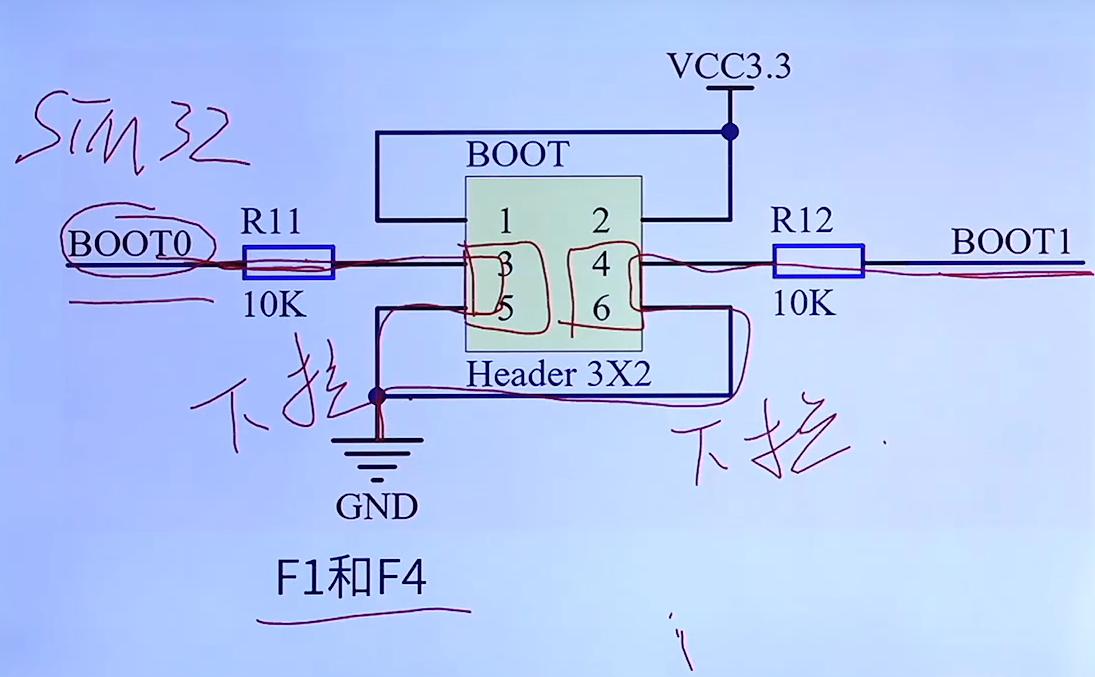 VCC3.3
STM32
BOOT
R11
R12
1 2
BOOT0
BOOT1
3 4
10K
5 6
10K
Header 3X2
下拉
下拉
GND
F1和F4